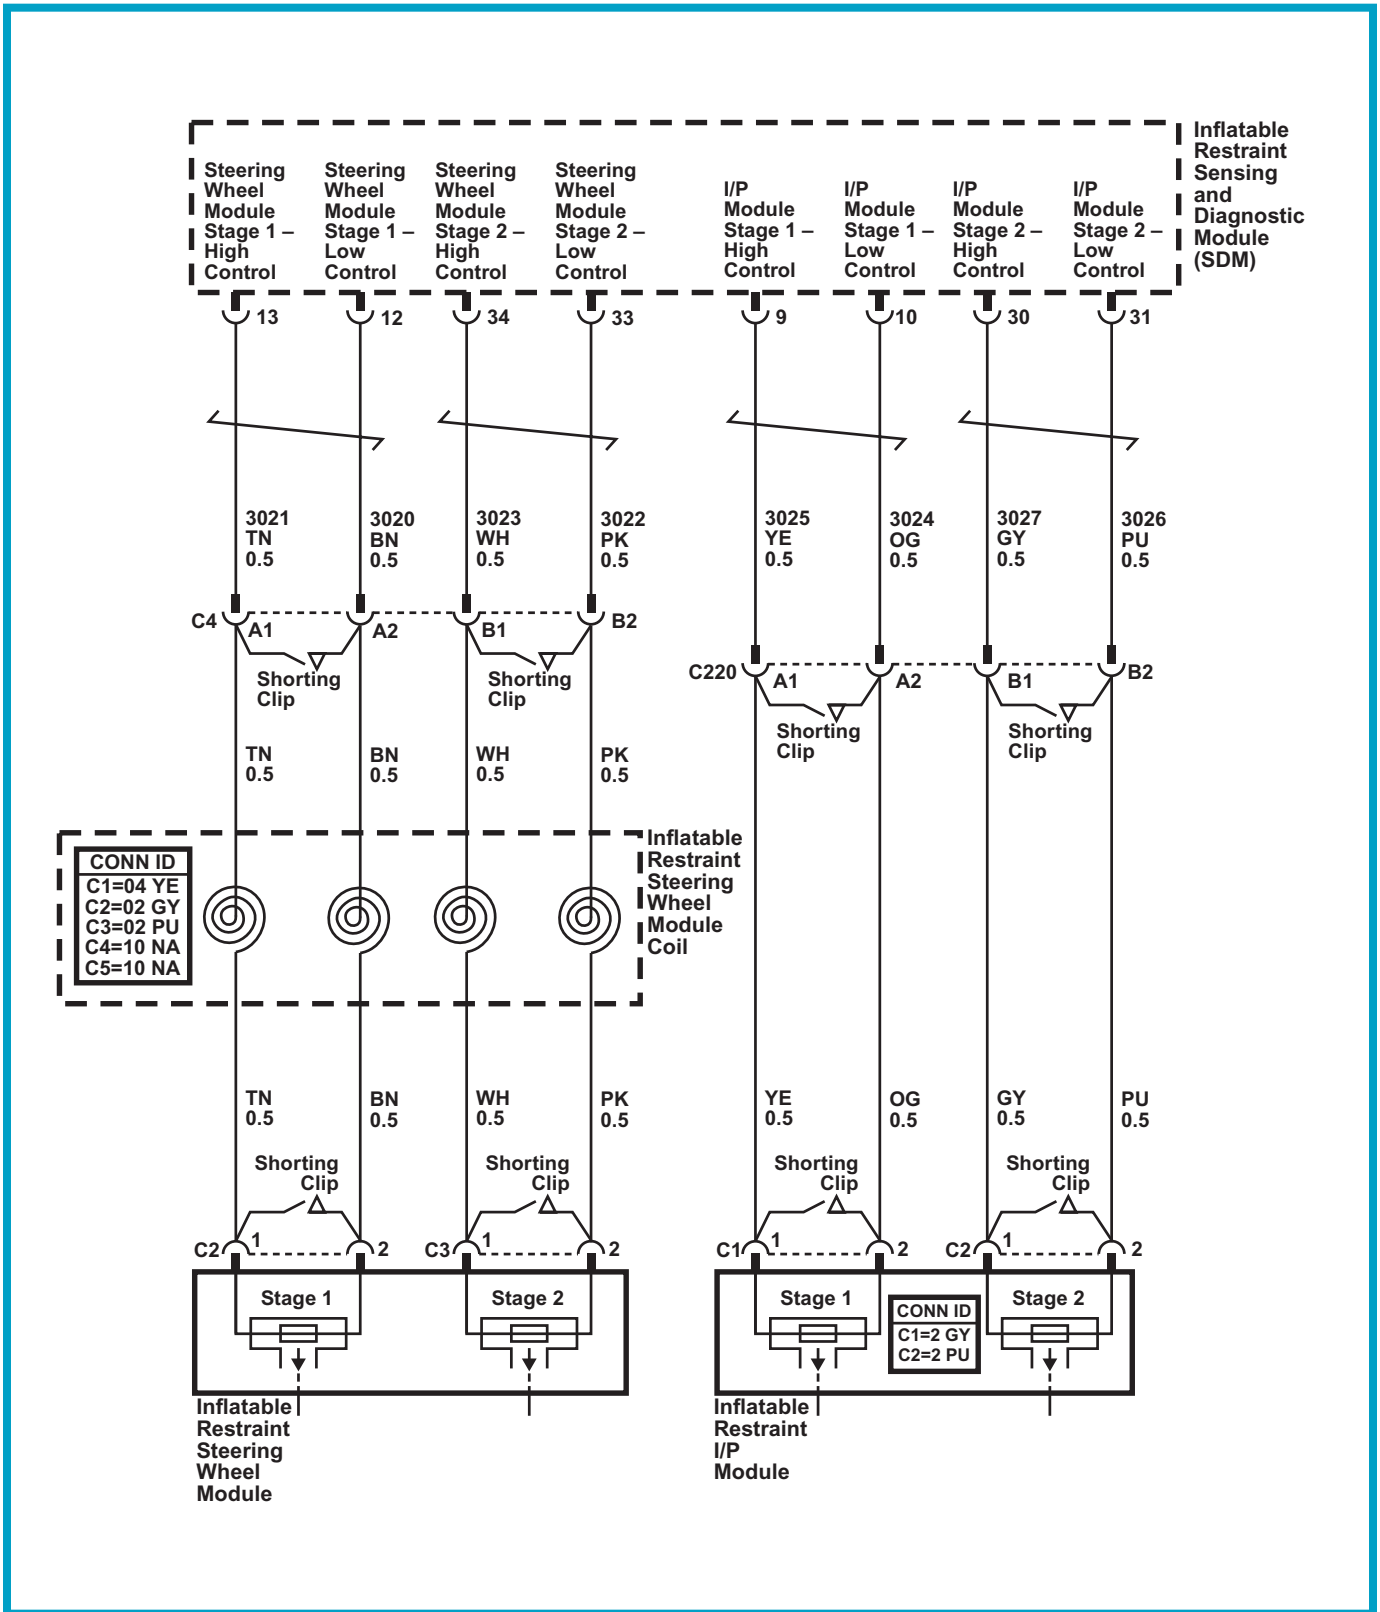 Inflatable
Restraint
Sensing
and
Diagnostic
Module
(SDM)
Steering
Wheel
Module
Stage 1 –
High
Control
Steering
Wheel
Module
Stage 1 –
Low
Control
Steering
Wheel
Module
Stage 2 –
High
Control
Steering
Wheel
Module
Stage 2 –
Low
Control
I/P
Module
Stage 1 –
High
Control
I/P
Module
Stage 1 –
Low
Control
I/P
Module
Stage 2 –
High
Control
I/P
Module
Stage 2 –
Low
Control
13
12
34
33
9
10
30
31
3021
TN
0.5
3020
BN
0.5
3023
WH
0.5
3022
PK
0.5
3025
YE
0.5
3024
OG
0.5
3027
GY
0.5
3026
PU
0.5
C4
A1
A2
B1
B2
Shorting
Clip
Shorting
Clip
C220
A1
A2
B1
B2
Shorting
Clip
Shorting
Clip
TN
0.5
BN
0.5
WH
0.5
PK
0.5
Inflatable
Restraint
Steering
Wheel
Module
Coil
CONN ID
C1=04 YE
C2=02 GY
C3=02 PU
C4=10 NA
C5=10 NA
TN
0.5
BN
0.5
WH
0.5
PK
0.5
YE
0.5
OG
0.5
GY
0.5
PU
0.5
Shorting
Clip
Shorting
Clip
Shorting
Clip
Shorting
Clip
C2
1
2
C3
1
2
C1
1
2
C2
1
2
Stage 1
Stage 2
Stage 1
CONN ID
C1=2 GY
C2=2 PU
Stage 2
Inflatable
Restraint
Steering
Wheel
Module
Inflatable
Restraint
I/P
Module